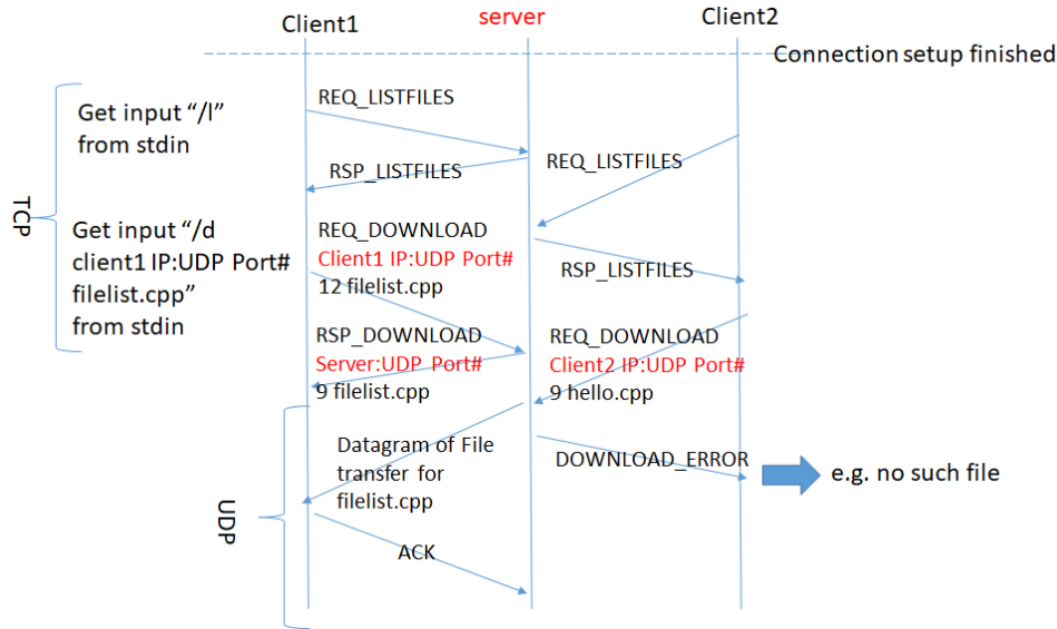 Client1
server
Client2
Connection setup finished
TCP
Get input “/l”
from stdin
REQ_LISTFILES
RSP_LISTFILES
REQ_LISTFILES
Get input “/d
client1 IP:UDP Port#
filelist.cpp”
from stdin
REQ_DOWNLOAD
Client1 IP:UDP Port#
12 filelist.cpp
RSP_LISTFILES
RSP_DOWNLOAD
Server:UDP Port#
9 filelist.cpp
REQ_DOWNLOAD
Client2 IP:UDP Port#
9 hello.cpp
UDP
Datagram of File
transfer for
filelist.cpp
DOWNLOAD_ERROR
e.g. no such file
ACK